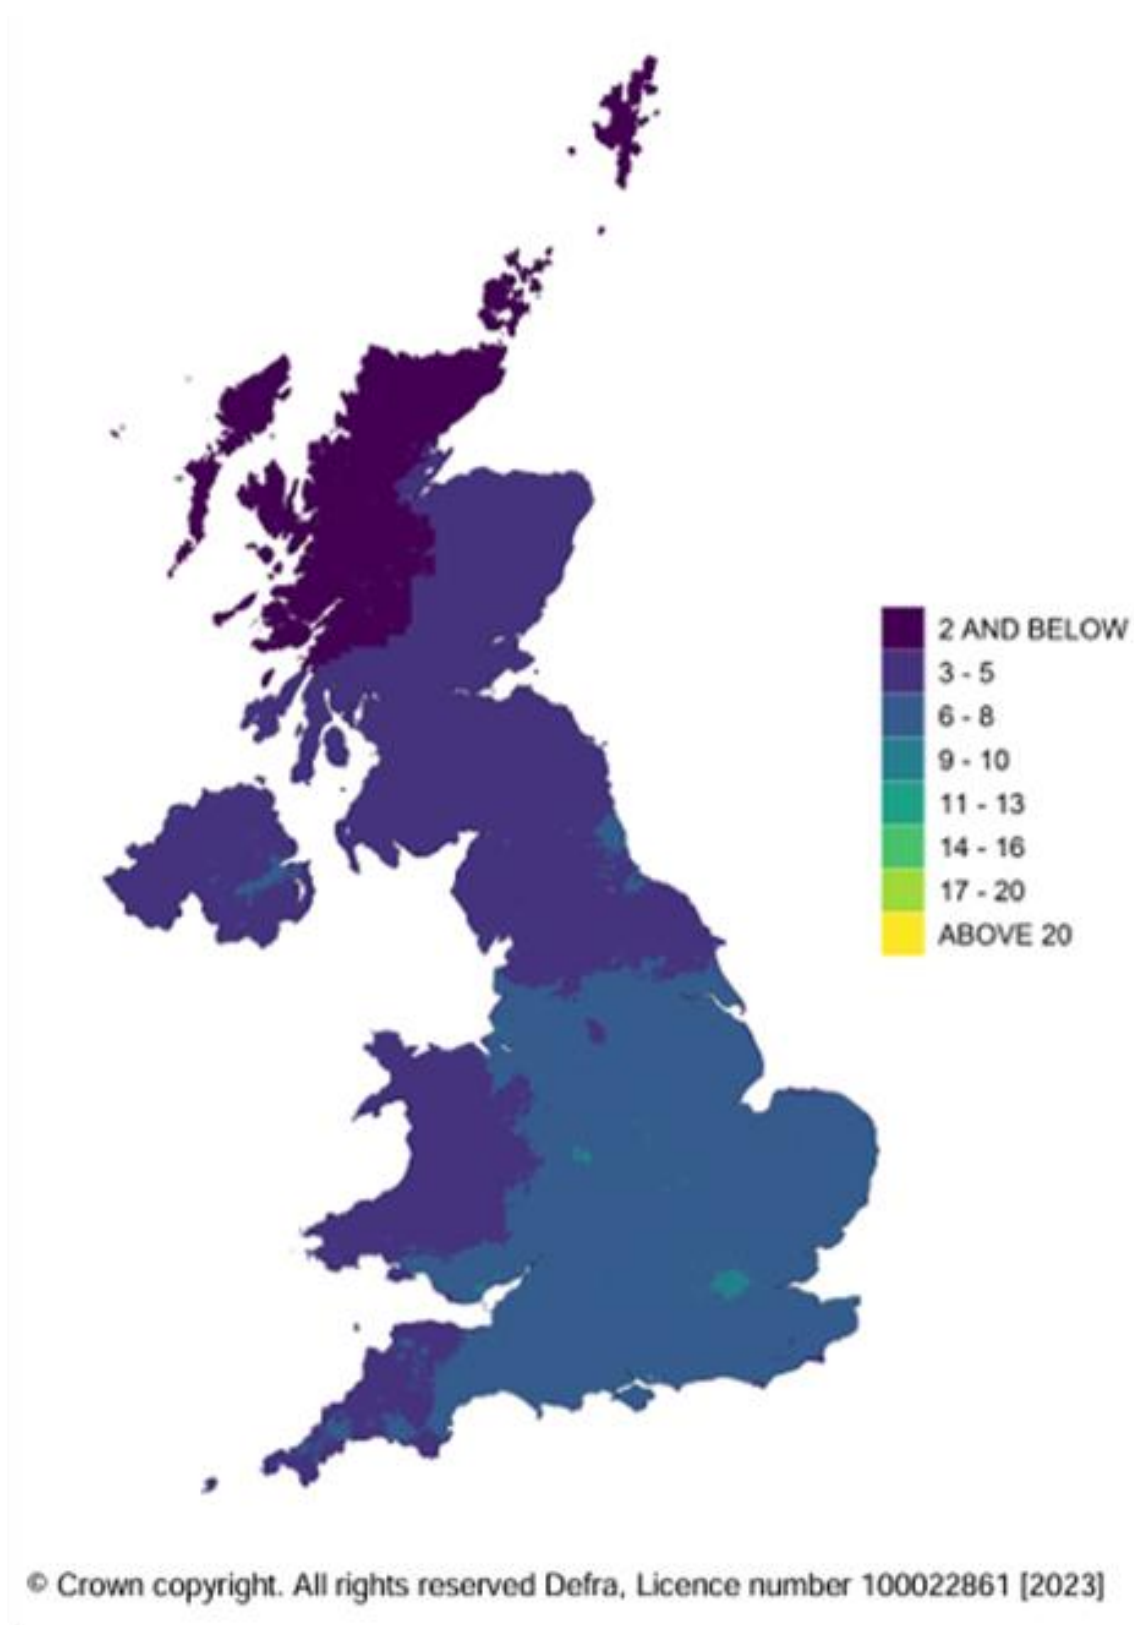 2 AND BELOW
3 - 5
6 - 8
9 - 10
11 - 13
14 - 16
17 - 20
ABOVE 20
© Crown copyright. All rights reserved Defra, Licence number 100022861 [2023]